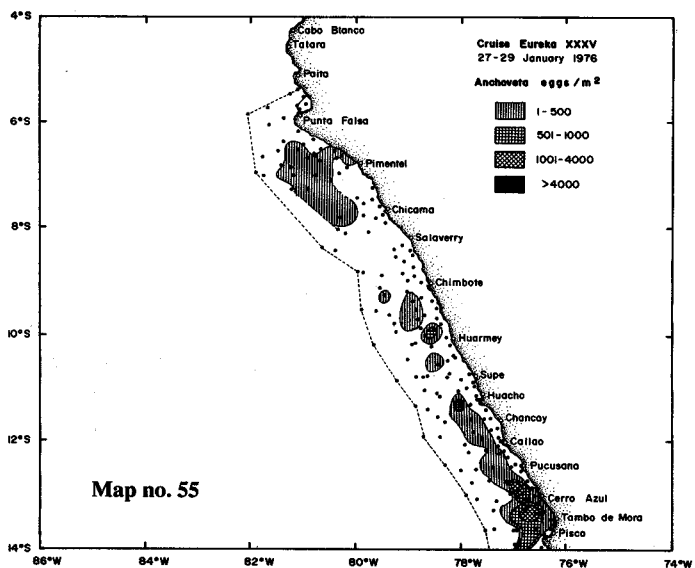 4°S
6°S
8°S
10°S
12°S
14°S
86°W
84°W
82°W
80°W
78°W
76°W
74°W
Cabo Blanco
Tatara
Paita
Punta Falsa
Pimentel
Chicama
Salaverry
Chimbote
Huarmey
Supe
Huacho
Chancay
Callao
Pucusana
Cerro Azul
Tambo de Mora
Pisco
Cruise Eureka XXXV
27-29 January 1976
Anchoveta eggs/m²
1-500
501-1000
1001-4000
>4000
Map no. 55